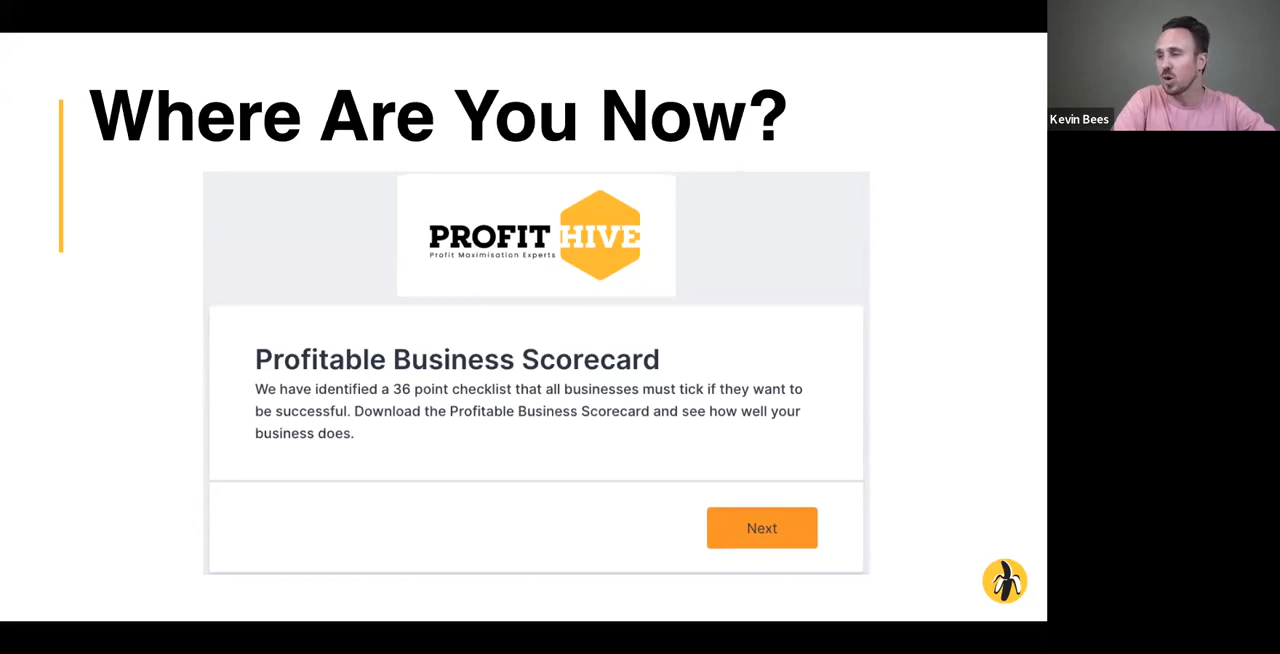 Where Are You Now?
PROFIT HIVE
Profit Maximisation Experts
Profitable Business Scorecard
We have identified a 36 point checklist that all businesses must tick if they want to
be successful. Download the Profitable Business Scorecard and see how well your
business does.
Next
Kevin Bees